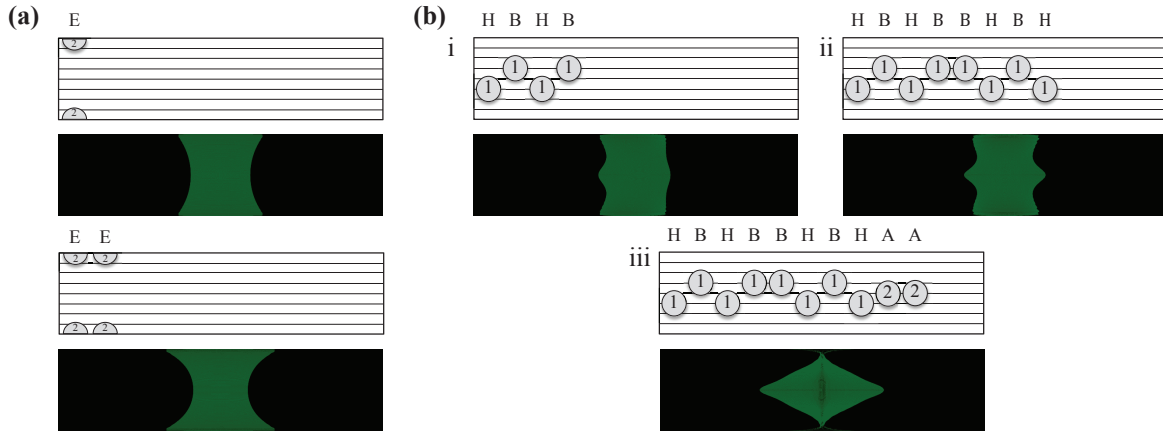 (a)
E
2
2
E E
2 2
2 2
(b)
i
H B H B
1 1
1 1
ii
H B H B B H B H
1 1 1 1
1 1 1 1
iii
H B H B B H B H A A
1 1 1 1
2 2
1 1 1 1